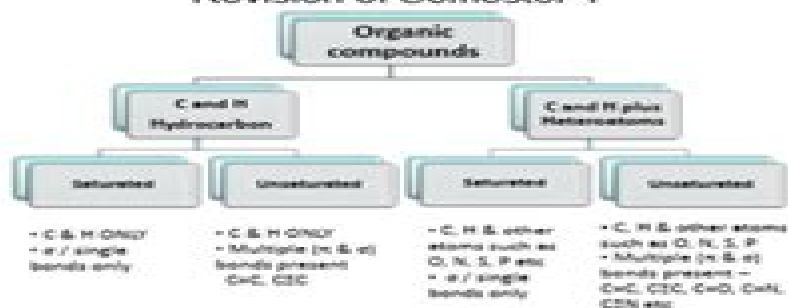 Revision of Semester 1
Organic
compounds
C and H
Hydrocarbon
C and H plus
Heteroatoms
Saturated
Unsaturated
Saturated
Unsaturated
• C & H ONLY
• σ / single
bonds only
• C & H ONLY
• Multiple (π & σ)
bonds present
C=C, C≡C
• C, H & other
atoms such as
O, N, S, P etc
• σ / single
bonds only
• C, H & other atoms
such as O, N, S, P
• Multiple (π & σ)
bonds present –
C=C, C≡C, C=O, C=N,
C≡N etc